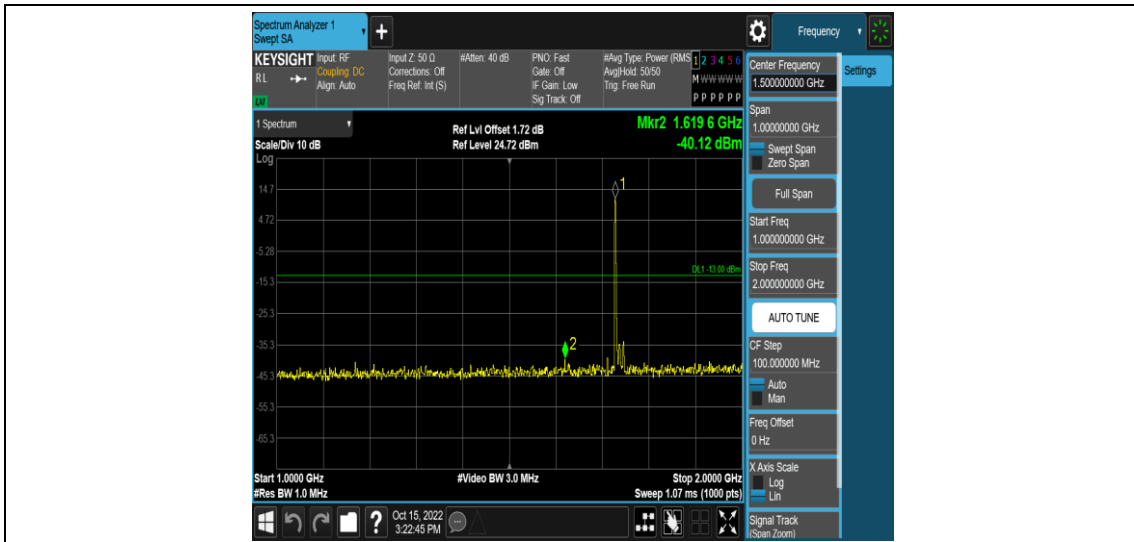 Spectrum Analyzer 1
Swept SA
Frequency
KEYSIGHT
RL
LXI
Input: RF
Coupling: DC
Align: Auto
Input Z: 50 Ω
Corrections: Off
Freq Ref: Int (S)
#Atten: 40 dB
PNO: Fast
Gate: Off
IF Gain: Low
Sig Track: Off
#Avg Type: Power (RMS
Avg|Hold: 50/50
Trig: Free Run
1 2 3 4 5 6
M W W W W W
P P P P P P
1 Spectrum
Scale/Div 10 dB
Ref Lvl Offset 1.72 dB
Ref Level 24.72 dBm
Mkr2 1.619 6 GHz
-40.12 dBm
Log
14.7
4.72
-5.28
-15.3
-25.3
-35.3
-45.3
-55.3
-65.3
1
2
DL1 -13.00 dBm
Start 1.0000 GHz
#Res BW 1.0 MHz
#Video BW 3.0 MHz
Stop 2.0000 GHz
Sweep 1.07 ms (1000 pts)
?
Oct 15, 2022
3:22:45 PM
Center Frequency
1.500000000 GHz
Settings
Span
1.00000000 GHz
Swept Span
Zero Span
Full Span
Start Freq
1.000000000 GHz
Stop Freq
2.000000000 GHz
AUTO TUNE
CF Step
100.000000 MHz
Auto
Man
Freq Offset
0 Hz
X Axis Scale
Log
Lin
Signal Track
(Span Zoom)